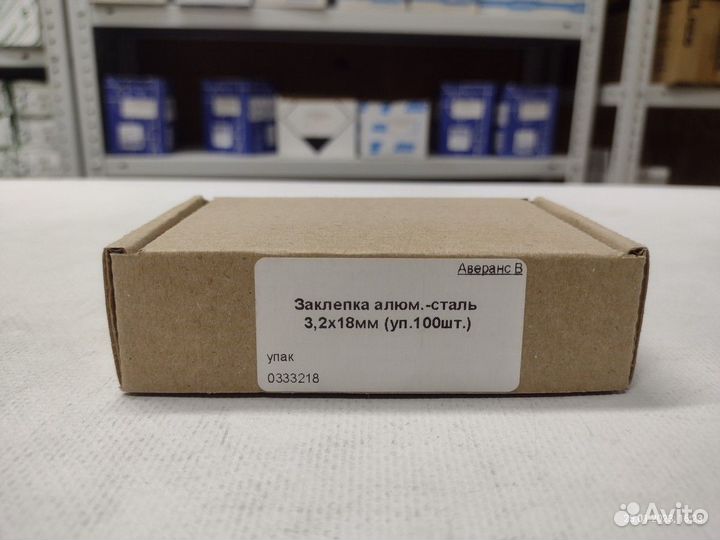 Аверанс В
Заклепка алюм.-сталь
3,2х18мм (уп.100шт.)
упак
0333218
Avito